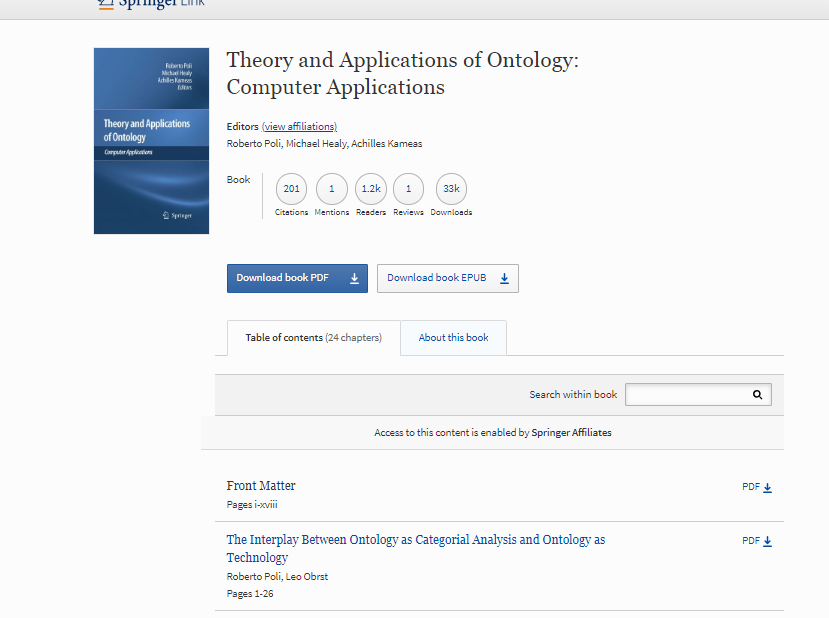 Springer Link
Roberto Poli
Michael Healy
Achilles Kameas
Editors
Theory and Applications
of Ontology
Computer Applications
Springer
Theory and Applications of Ontology:
Computer Applications
Editors (view affiliations)
Roberto Poli, Michael Healy, Achilles Kameas
Book
201 1 1.2k 1 33k
Citations Mentions Readers Reviews Downloads
Download book PDF Download book EPUB
Table of contents (24 chapters) About this book
Search within book
Access to this content is enabled by Springer Affiliates
Front Matter PDF
Pages i-xviii
The Interplay Between Ontology as Categorial Analysis and Ontology as PDF
Technology
Roberto Poli, Leo Obrst
Pages 1-26